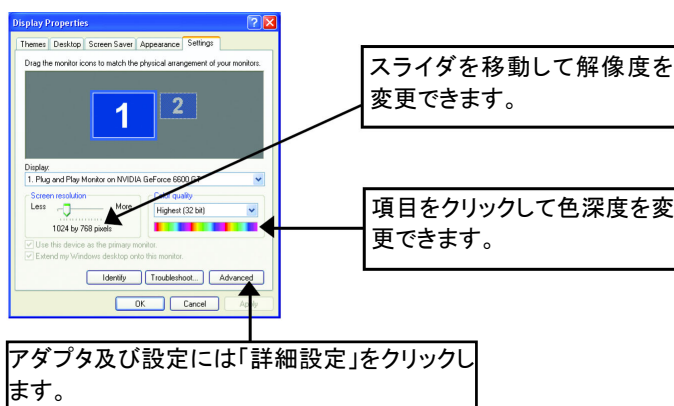 Display Properties
Themes Desktop Screen Saver Appearance Settings
Drag the monitor icons to match the physical arrangement of your monitors.
1 2
Display:
1. Plug and Play Monitor on NVIDIA GeForce 6600 GT
Screen resolution
Less More
1024 by 768 pixels
Color quality
Highest (32 bit)
Use this device as the primary monitor.
Extend my Windows desktop onto this monitor.
Identify Troubleshoot... Advanced
OK Cancel Apply
スライダを移動して解像度を
変更できます。
項目をクリックして色深度を変
更できます。
アダプタ及び設定には「詳細設定」をクリックし
ます。